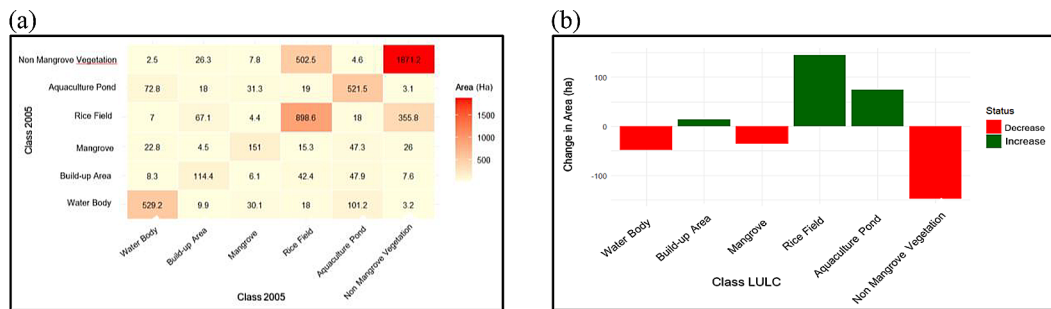 (a)
Non Mangrove Vegetation 2.5 26.3 7.8 502.5 4.6 1871.2
Aquaculture Pond 72.8 18 31.3 19 521.5 3.1
Rice Field 7 67.1 4.4 898.6 18 355.8
Mangrove 22.8 4.5 151 15.3 47.3 26
Build-up Area 8.3 114.4 6.1 42.4 47.9 7.6
Water Body 529.2 9.9 30.1 18 101.2 3.2
Class 2005
Water Body Build-up Area Mangrove Rice Field Aquaculture Pond Non Mangrove Vegetation
Class 2005
Area (Ha)
1500
1000
500
(b)
Change in Area (ha)
100
0
-100
Water Body Build-up Area Mangrove Rice Field Aquaculture Pond Non Mangrove Vegetation
Class LULC
Status
Decrease
Increase